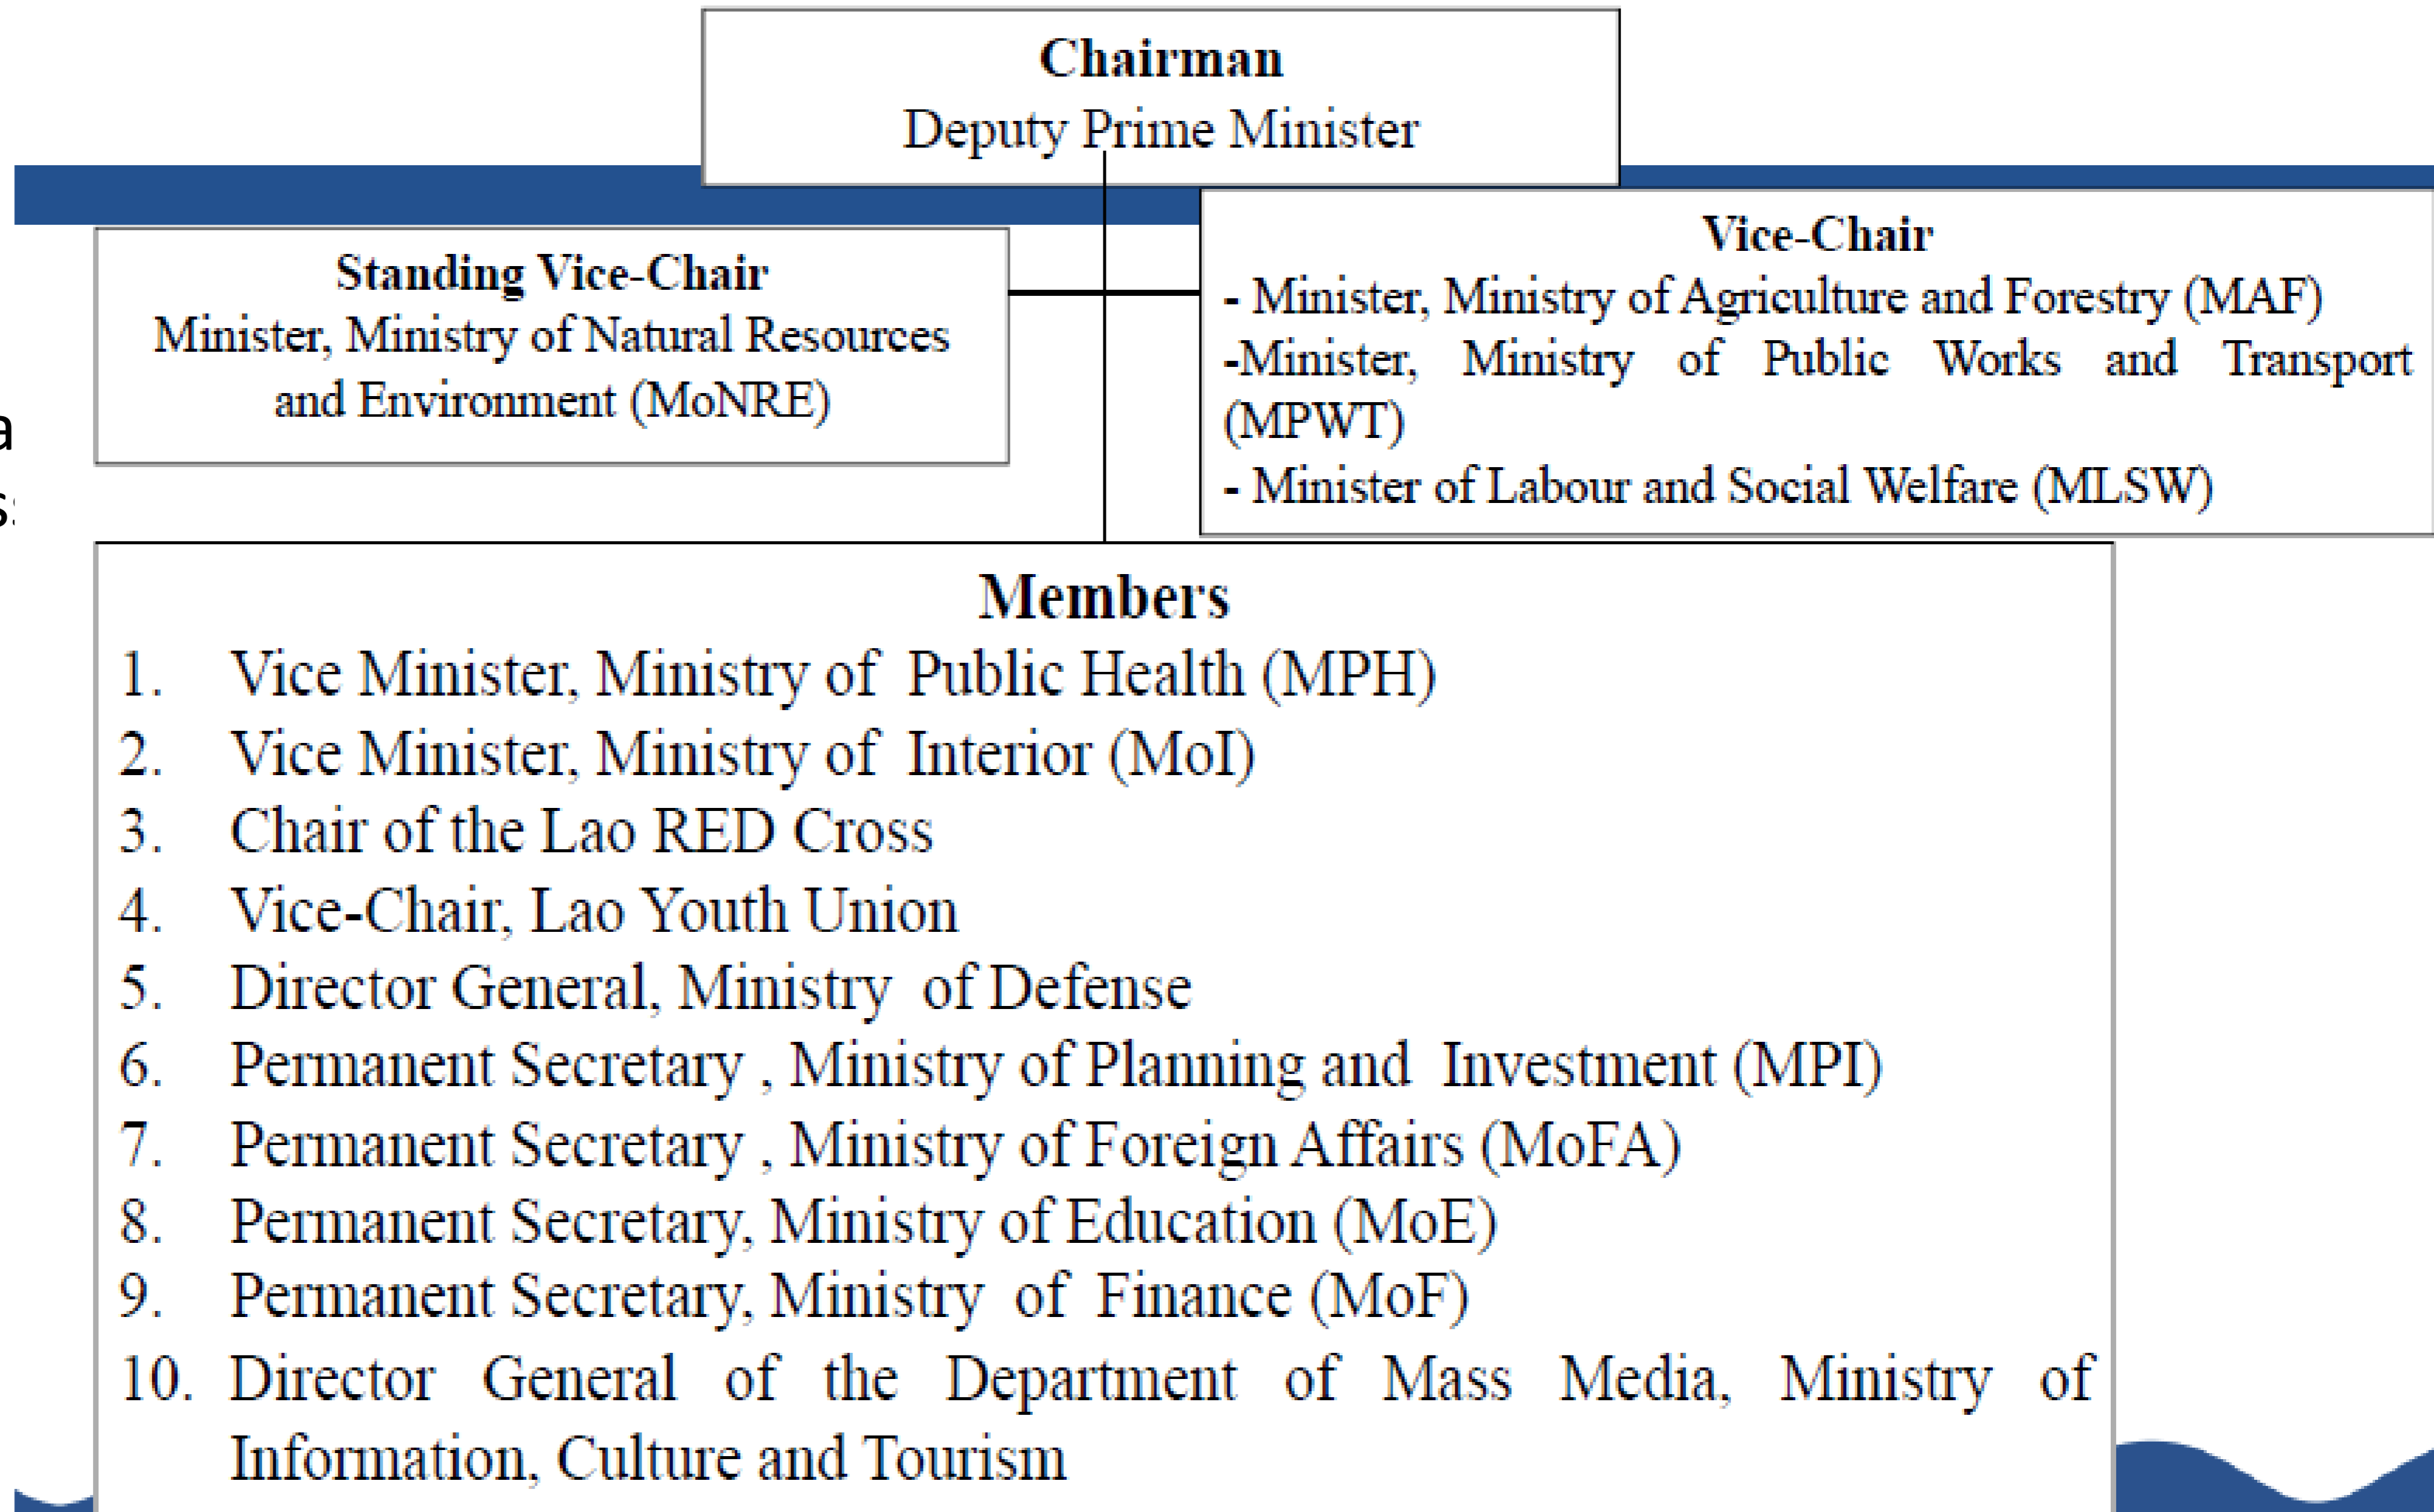 Chairman
Deputy Prime Minister
Standing Vice-Chair
Minister, Ministry of Natural Resources
and Environment (MoNRE)
Vice-Chair
- Minister, Ministry of Agriculture and Forestry (MAF)
-Minister, Ministry of Public Works and Transport
(MPWT)
- Minister of Labour and Social Welfare (MLSW)
a
s
Members
1. Vice Minister, Ministry of Public Health (MPH)
2. Vice Minister, Ministry of Interior (MoI)
3. Chair of the Lao RED Cross
4. Vice-Chair, Lao Youth Union
5. Director General, Ministry of Defense
6. Permanent Secretary , Ministry of Planning and Investment (MPI)
7. Permanent Secretary , Ministry of Foreign Affairs (MoFA)
8. Permanent Secretary, Ministry of Education (MoE)
9. Permanent Secretary, Ministry of Finance (MoF)
10. Director General of the Department of Mass Media, Ministry of
Information, Culture and Tourism